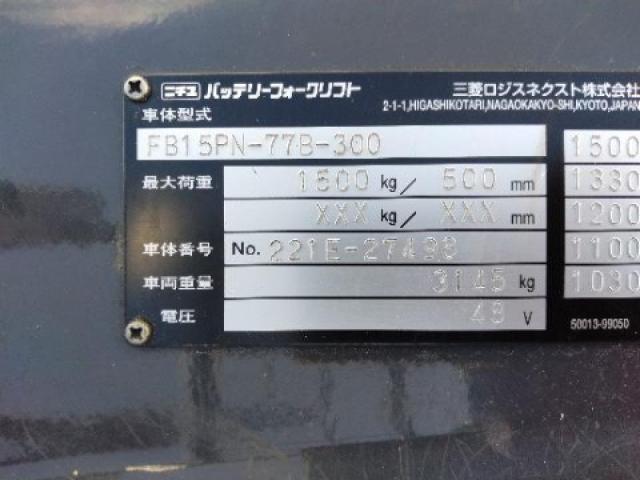 ニチユ バッテリーフォークリフト 三菱ロジスネクスト株式会
2-1-1,HIGASHIKOTARI,NAGAOKAKYO-SHI,KYOTO,JAPAN
車体型式
FB15PN-77B-300 1500
最大荷重 1500 kg/ 500 mm 1330
XXX kg/ XXX mm 1200
車体番号 No. 221E-27498 1100
車両重量 3145 kg 1030
電圧 48 V
50013-99050